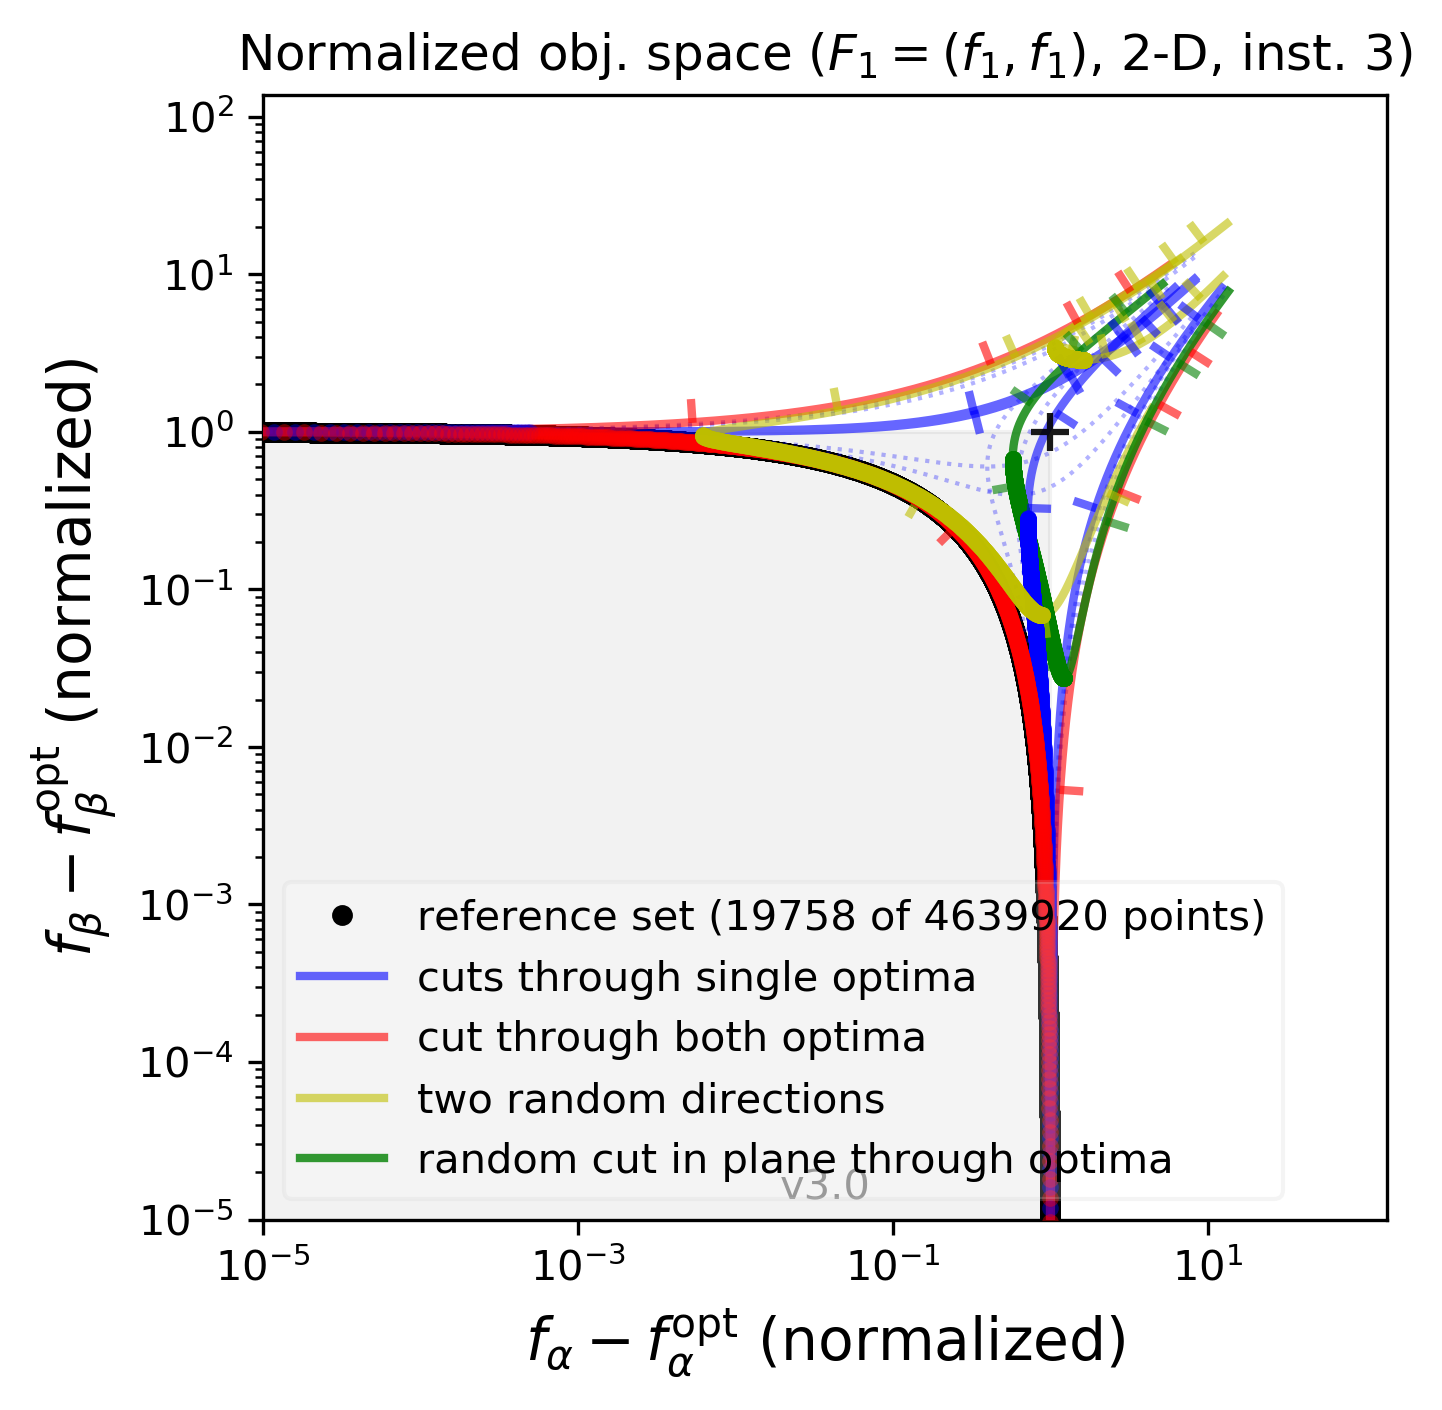 Normalized obj. space (F₁ = (f₁, f₁), 2-D, inst. 3)
10²
10¹
10⁰
10⁻¹
10⁻²
10⁻³
10⁻⁴
10⁻⁵
f_β − f_β^opt (normalized)
reference set (19758 of 4639920 points)
cuts through single optima
cut through both optima
two random directions
random cut in plane through optima
v3.0
10⁻⁵ 10⁻³ 10⁻¹ 10¹
f_α − f_α^opt (normalized)